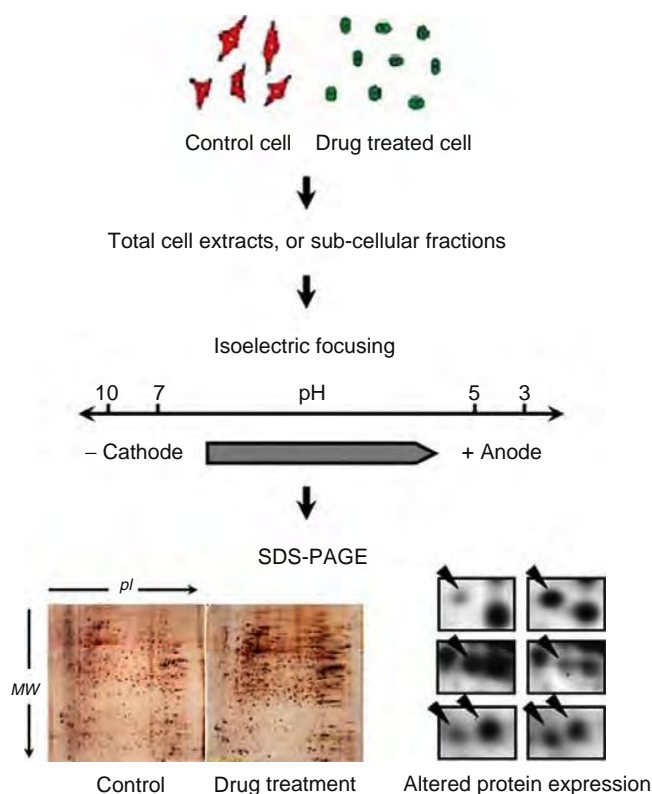 Control cell Drug treated cell
Total cell extracts, or sub-cellular fractions
Isoelectric focusing
10 7 pH 5 3
– Cathode + Anode
SDS-PAGE
pI
MW
Control Drug treatment Altered protein expression